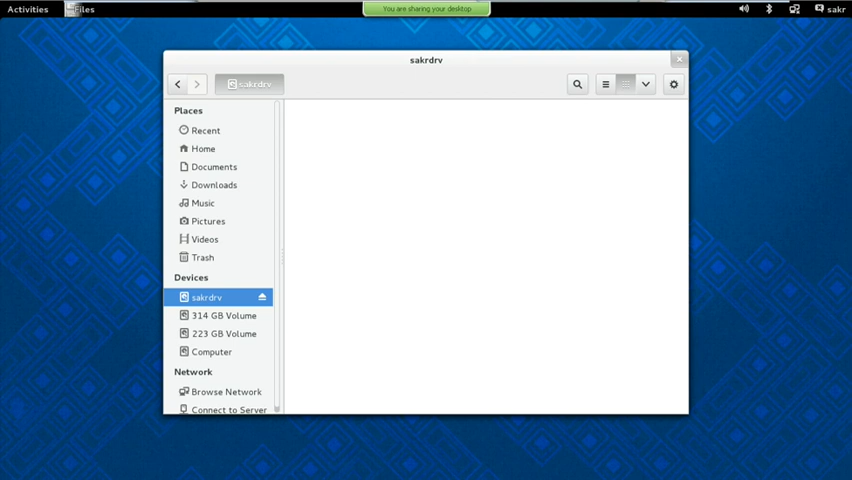 Activities Files You are sharing your desktop sakr
sakrdrv
sakrdrv
Places
Recent
Home
Documents
Downloads
Music
Pictures
Videos
Trash
Devices
sakrdrv
314 GB Volume
223 GB Volume
Computer
Network
Browse Network
Connect to Server